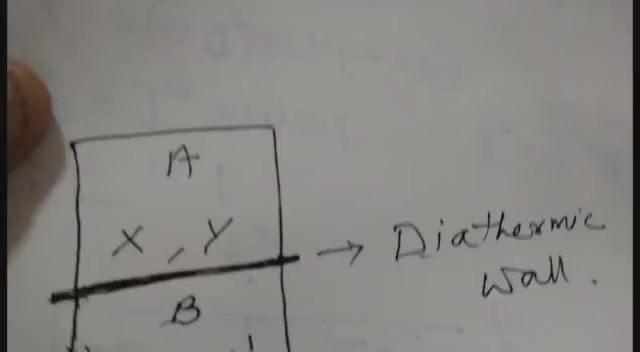 A
X, Y
→ Diathermic
wall.
B